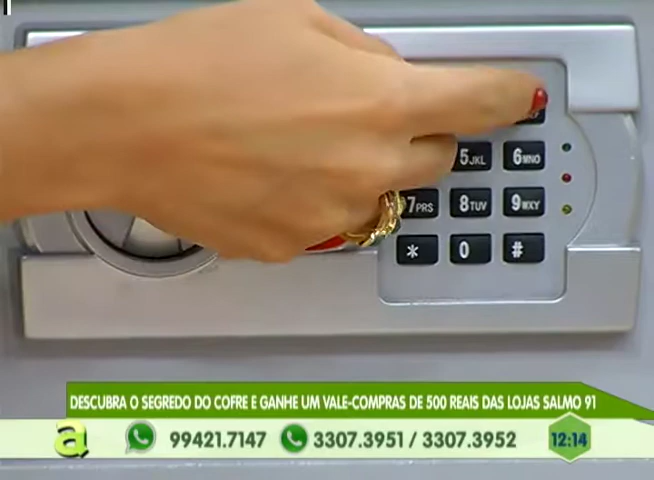 5JKL 6MNO
7PRS 8TUV 9WXY
* 0 #
DESCUBRA O SEGREDO DO COFRE E GANHE UM VALE-COMPRAS DE 500 REAIS DAS LOJAS SALMO 91
a 99421.7147 3307.3951 / 3307.3952 12:14